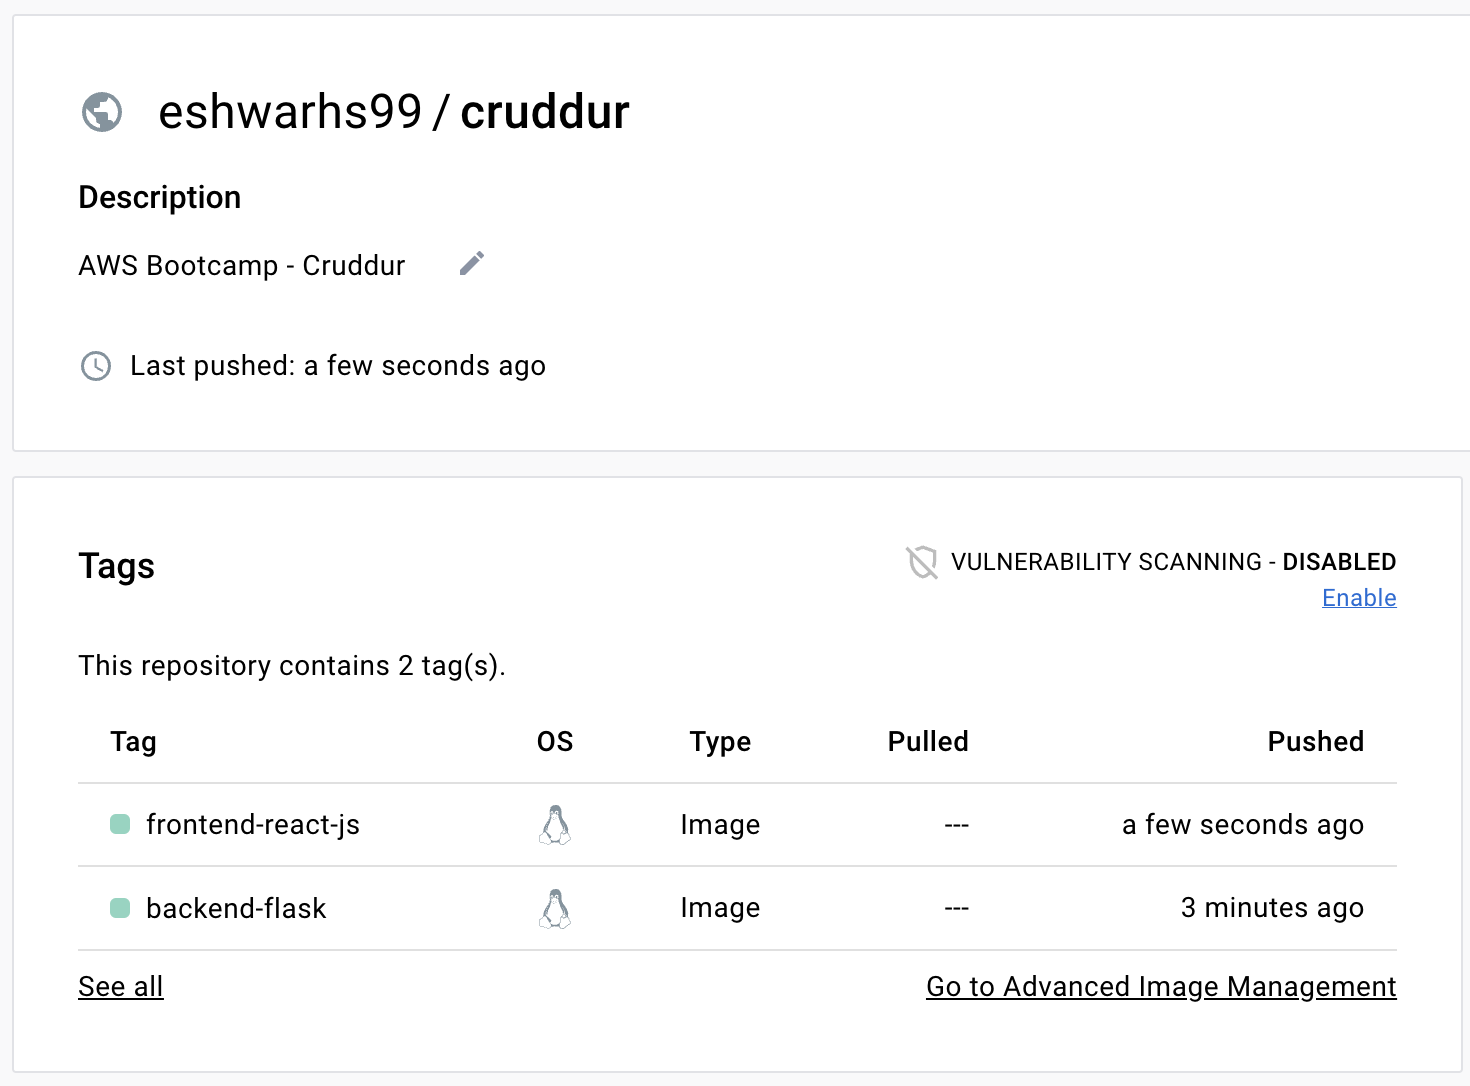 eshwarhs99 / cruddur
Description
AWS Bootcamp - Cruddur
Last pushed: a few seconds ago
Tags
VULNERABILITY SCANNING - DISABLED
Enable
This repository contains 2 tag(s).
Tag OS Type Pulled Pushed
frontend-react-js Image --- a few seconds ago
backend-flask Image --- 3 minutes ago
See all Go to Advanced Image Management